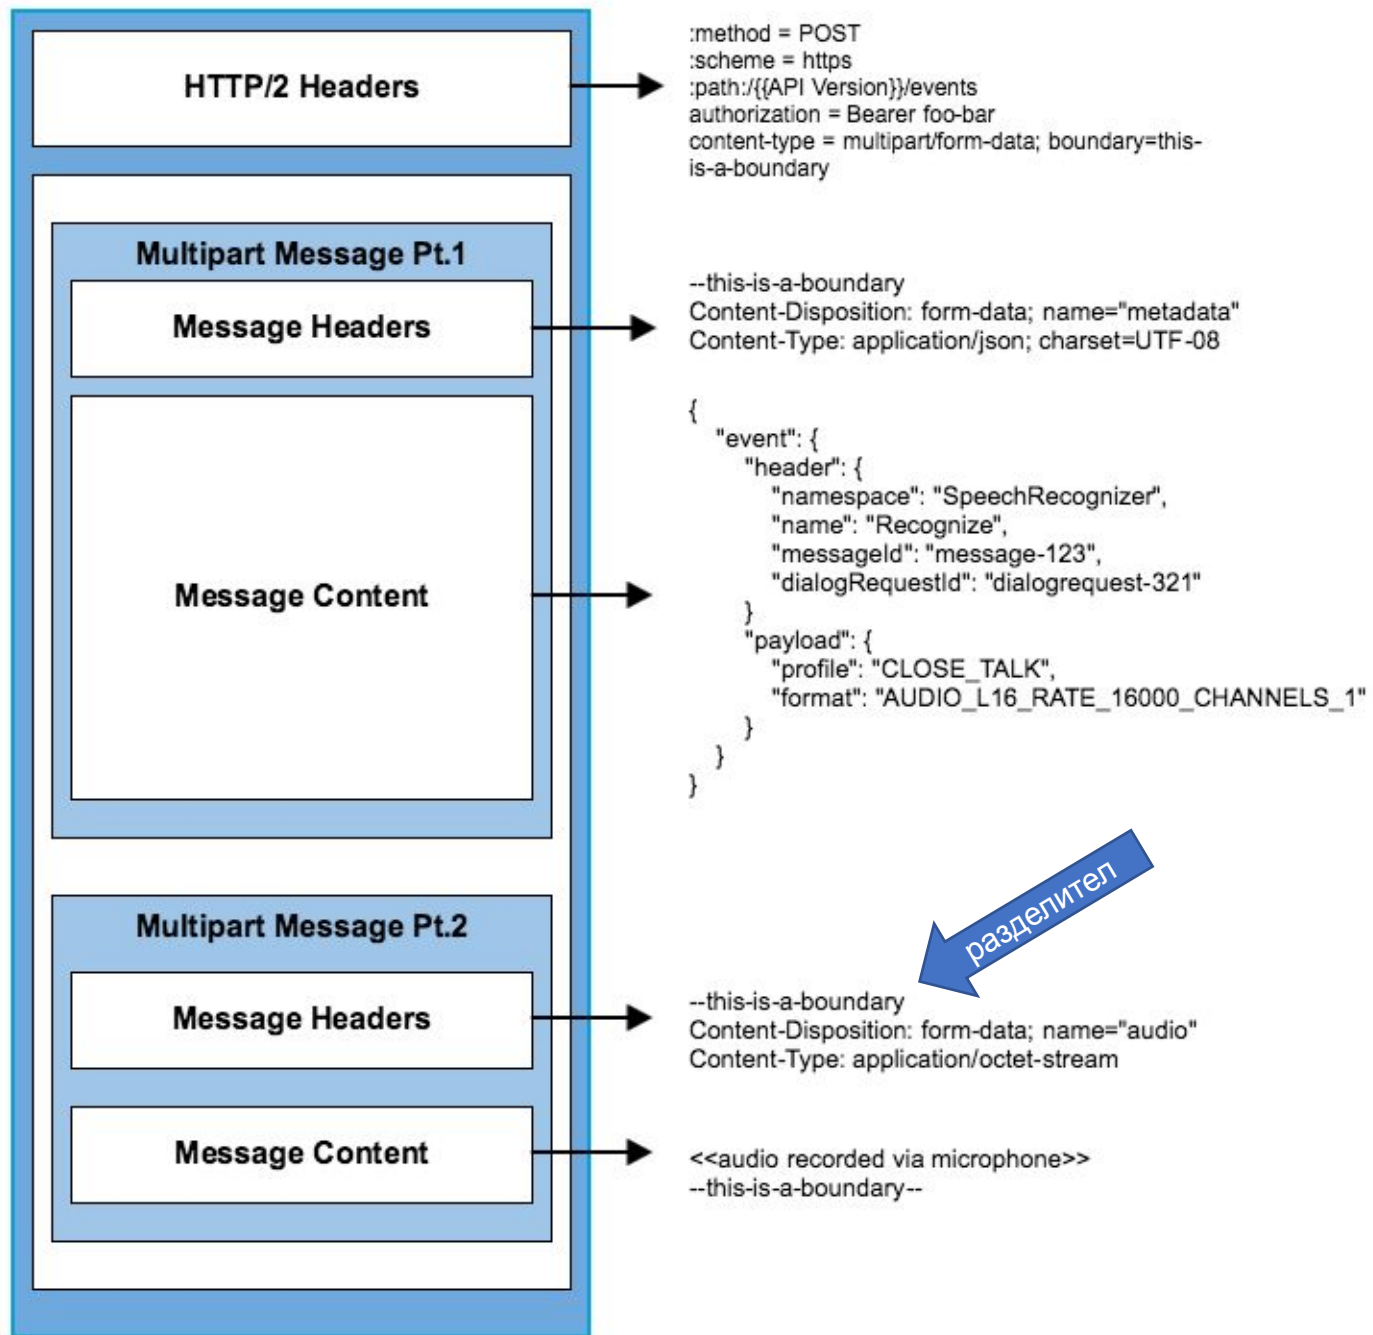 HTTP/2 Headers
:method = POST
:scheme = https
:path:/{{API Version}}/events
authorization = Bearer foo-bar
content-type = multipart/form-data; boundary=this-
is-a-boundary
Multipart Message Pt.1
Message Headers
--this-is-a-boundary
Content-Disposition: form-data; name="metadata"
Content-Type: application/json; charset=UTF-08
Message Content
{
"event": {
"header": {
"namespace": "SpeechRecognizer",
"name": "Recognize",
"messageId": "message-123",
"dialogRequestId": "dialogrequest-321"
}
"payload": {
"profile": "CLOSE_TALK",
"format": "AUDIO_L16_RATE_16000_CHANNELS_1"
}
}
}
разделител
Multipart Message Pt.2
Message Headers
--this-is-a-boundary
Content-Disposition: form-data; name="audio"
Content-Type: application/octet-stream
Message Content
<<audio recorded via microphone>>
--this-is-a-boundary--